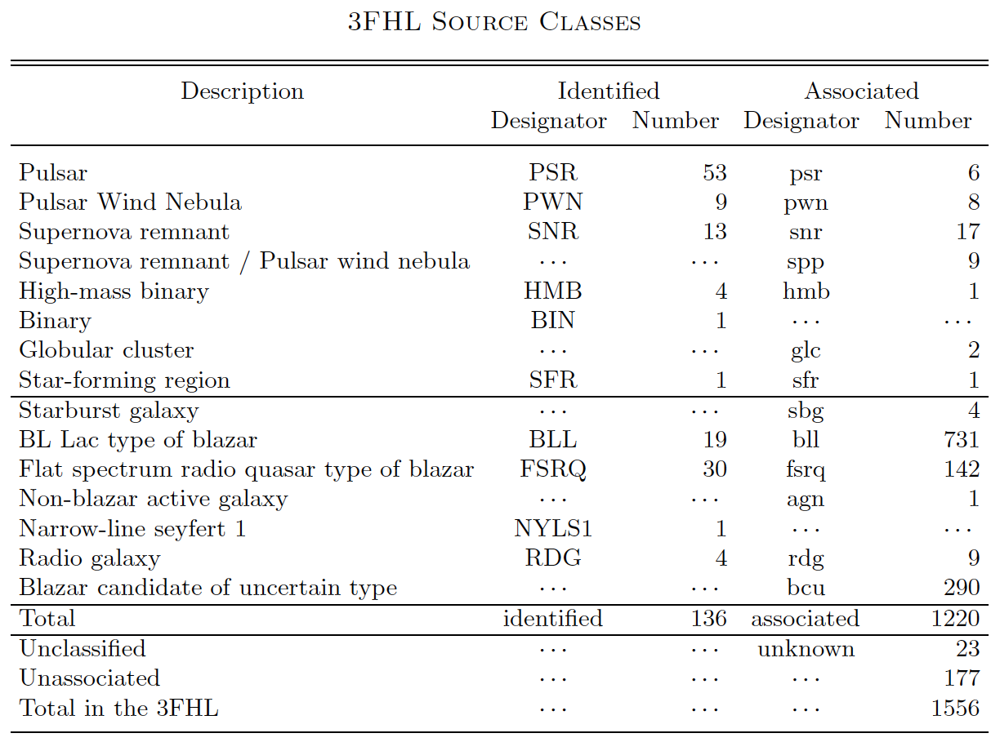 3FHL Source Classes
Description Identified Associated
Designator Number Designator Number
Pulsar PSR 53 psr 6
Pulsar Wind Nebula PWN 9 pwn 8
Supernova remnant SNR 13 snr 17
Supernova remnant / Pulsar wind nebula ⋯ ⋯ spp 9
High-mass binary HMB 4 hmb 1
Binary BIN 1 ⋯ ⋯
Globular cluster ⋯ ⋯ glc 2
Star-forming region SFR 1 sfr 1
Starburst galaxy ⋯ ⋯ sbg 4
BL Lac type of blazar BLL 19 bll 731
Flat spectrum radio quasar type of blazar FSRQ 30 fsrq 142
Non-blazar active galaxy ⋯ ⋯ agn 1
Narrow-line seyfert 1 NYLS1 1 ⋯ ⋯
Radio galaxy RDG 4 rdg 9
Blazar candidate of uncertain type ⋯ ⋯ bcu 290
Total identified 136 associated 1220
Unclassified ⋯ ⋯ unknown 23
Unassociated ⋯ ⋯ ⋯ 177
Total in the 3FHL ⋯ ⋯ ⋯ 1556